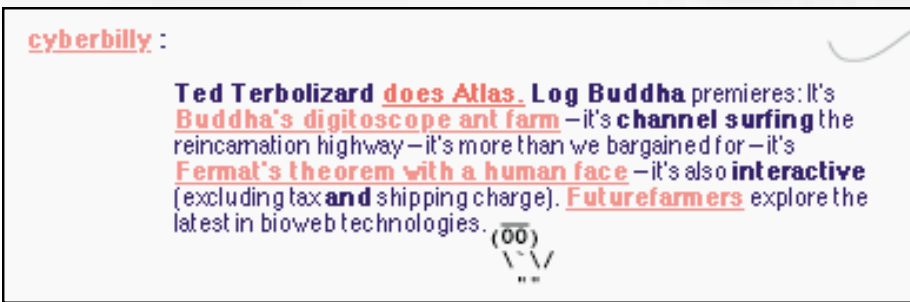 cyberbilly :
Ted Terbolizard does Atlas. Log Buddha premieres: It's
Buddha's digitoscope ant farm – it's channel surfing the
reincarnation highway – it's more than we bargained for – it's
Fermat's theorem with a human face – it's also interactive
(excluding tax and shipping charge). Futurefarmers explore the
latest in bioweb technologies.